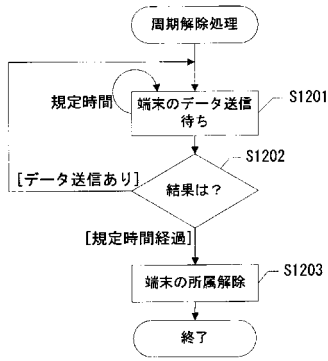 周期解除処理
規定時間
端末のデータ送信
待ち
S1201
S1202
[データ送信あり]
結果は？
[規定時間経過]
S1203
端末の所属解除
終了